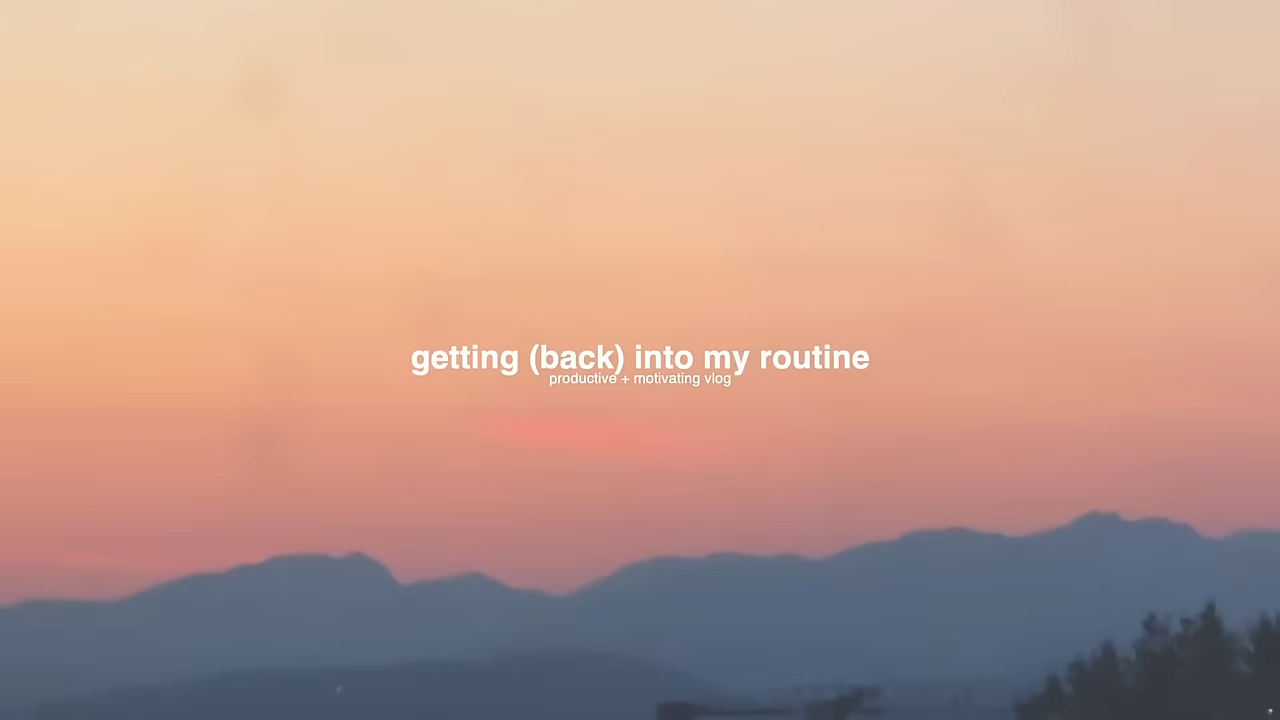 getting (back) into my routine
productive + motivating vlog